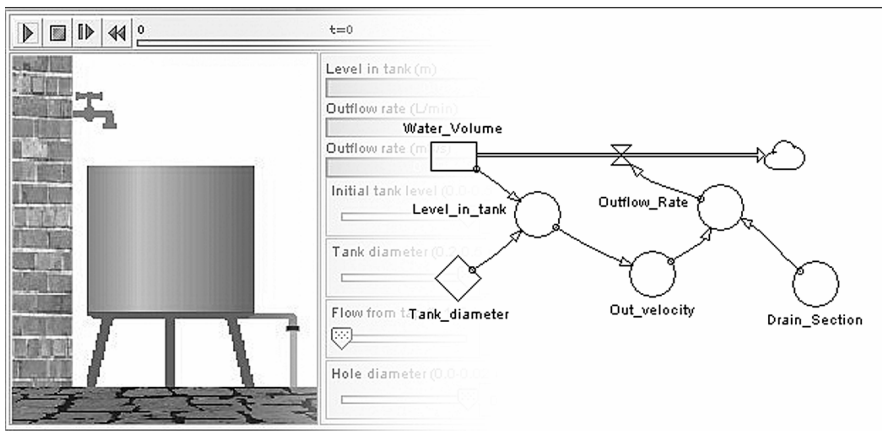 0 t=0
Level in tank (m)
Outflow rate (L/min)
Water_Volume
Outflow rate
Initial tank level
Level_in_tank
Outflow_Rate
Tank diameter
Tank_diameter
Out_velocity
Drain_Section
Flow from
Hole diameter